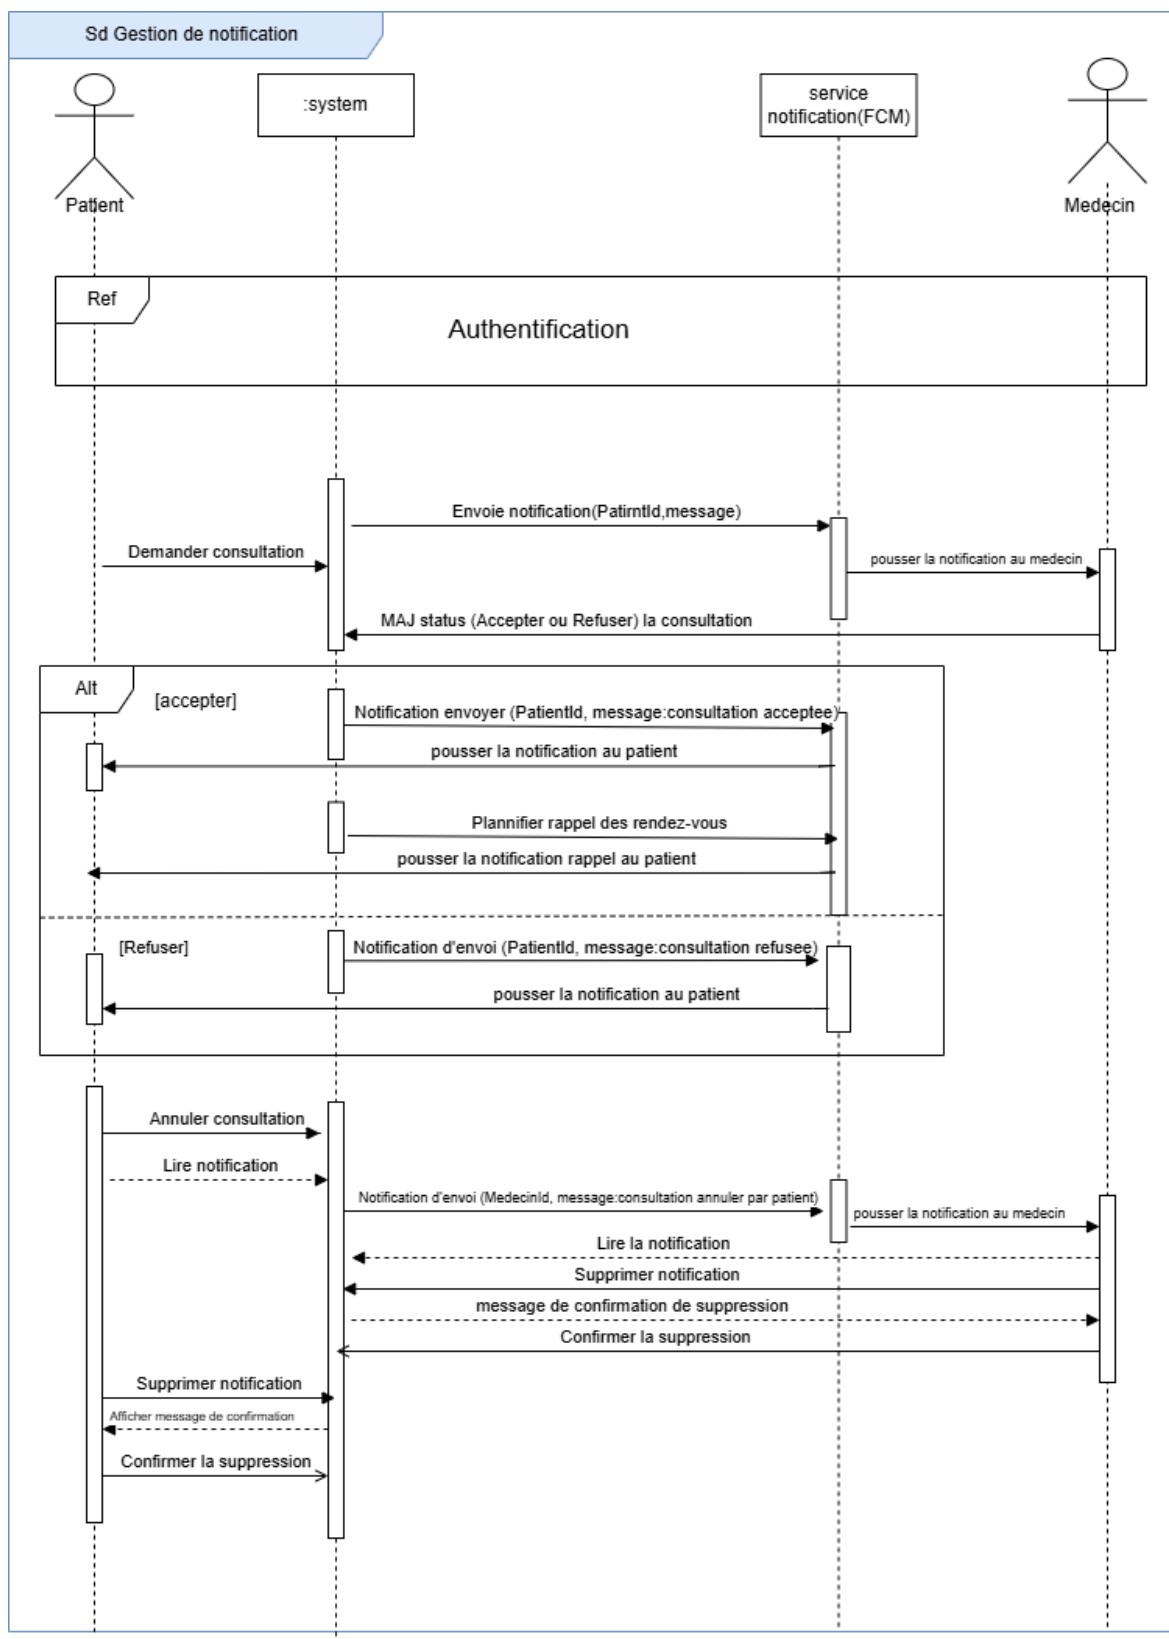 Sd Gestion de notification
:system
service
notification(FCM)
Patient
Medecin
Ref
Authentification
Envoie notification(PatirntId,message)
Demander consultation
pousser la notification au medecin
MAJ status (Accepter ou Refuser) la consultation
Alt
[accepter]
Notification envoyer (PatientId, message:consultation acceptee)
pousser la notification au patient
Plannifier rappel des rendez-vous
pousser la notification rappel au patient
[Refuser]
Notification d'envoi (PatientId, message:consultation refusee)
pousser la notification au patient
Annuler consultation
Lire notification
Notification d'envoi (MedecinId, message:consultation annuler par patient)
pousser la notification au medecin
Lire la notification
Supprimer notification
message de confirmation de suppression
Confirmer la suppression
Supprimer notification
Afficher message de confirmation
Confirmer la suppression